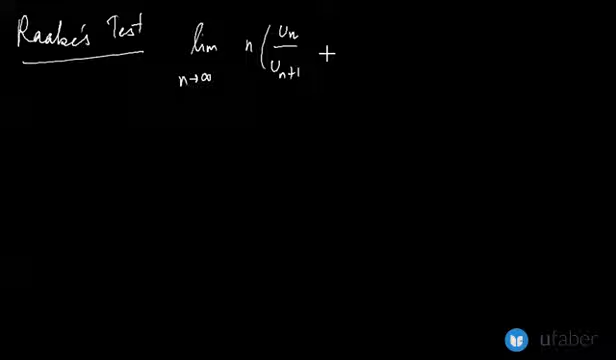 Raabe's Test lim n→∞ n ( Un / Un+1 +
ufaber